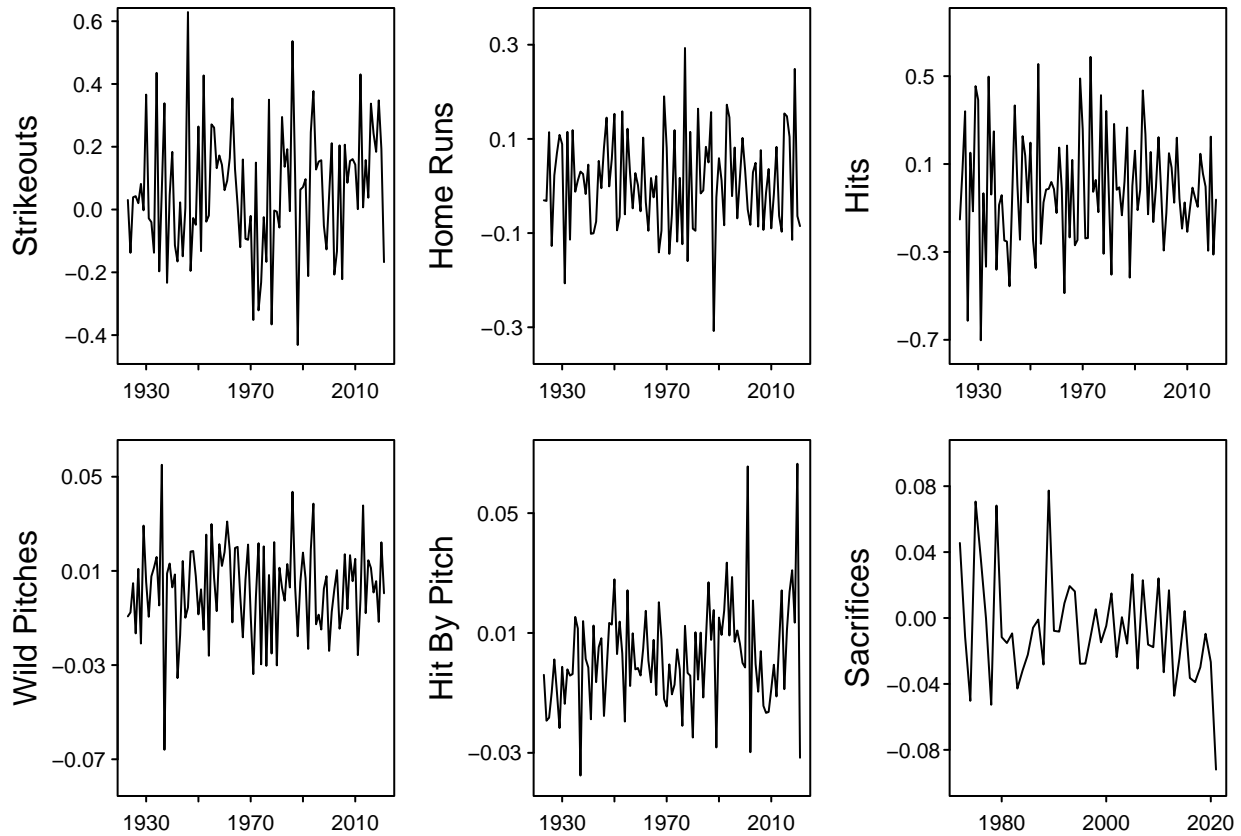 Strikeouts
0.6
0.4
0.2
0.0
−0.2
−0.4
1930 1970 2010
Home Runs
0.3
0.1
−0.1
−0.3
1930 1970 2010
Hits
0.5
0.1
−0.3
−0.7
1930 1970 2010
Wild Pitches
0.05
0.01
−0.03
−0.07
1930 1970 2010
Hit By Pitch
0.05
0.01
−0.03
1930 1970 2010
Sacrifices
0.08
0.04
0.00
−0.04
−0.08
1980 2000 2020